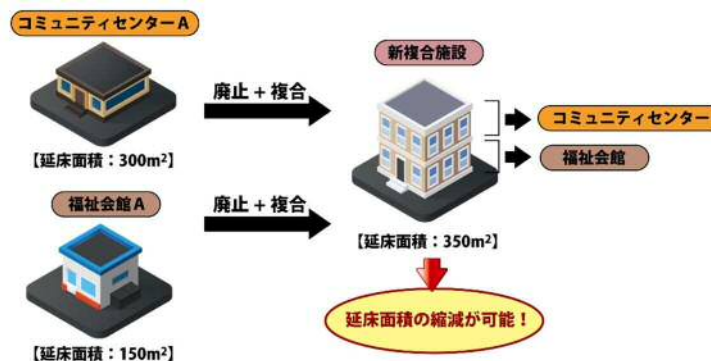 コミュニティセンターA
【延床面積：300m²】
廃止＋複合
福祉会館A
【延床面積：150m²】
廃止＋複合
新複合施設
コミュニティセンター
福祉会館
【延床面積：350m²】
延床面積の縮減が可能！